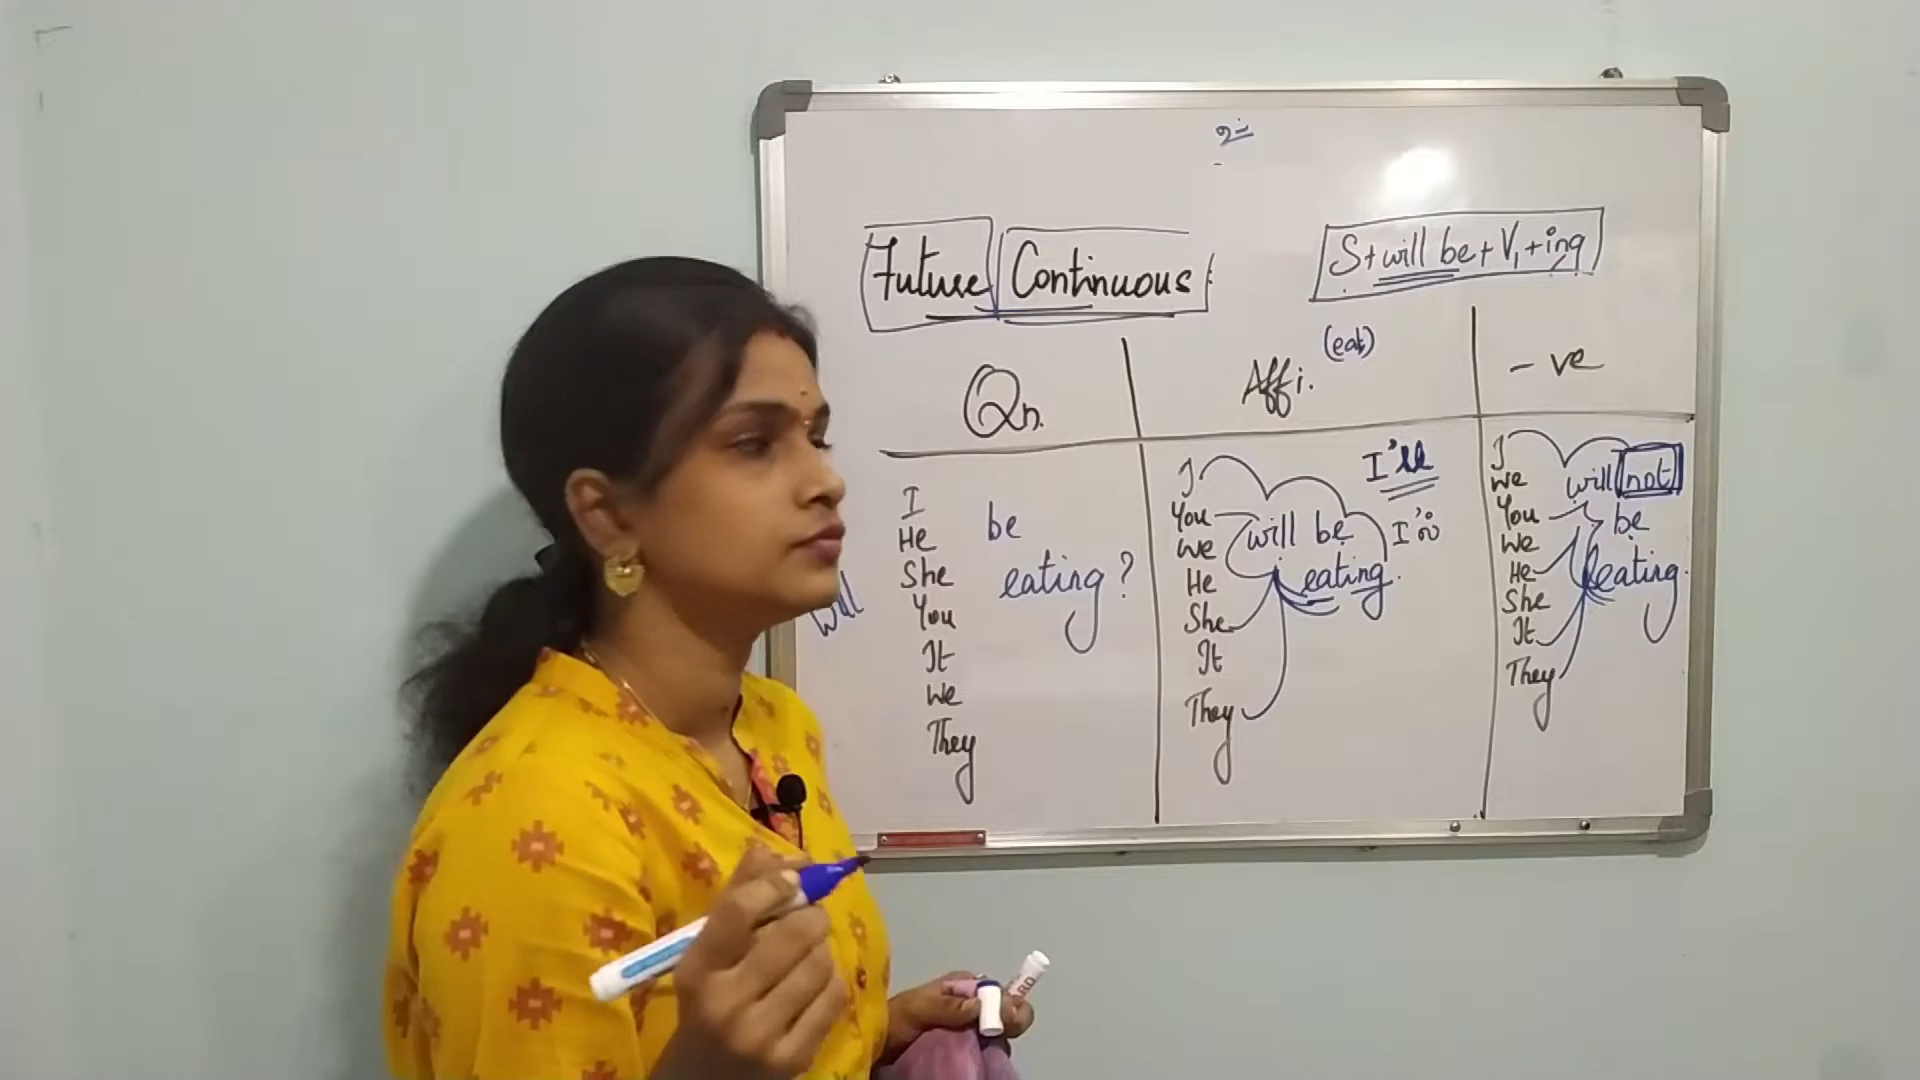 Future Continuous
S + will be + V₁ + ing
(eat)
Qn.
Affi.
- ve
Will
I
He
She
You
It
We
They
be
eating?
I
You
We
He
She
It
They
will be
eating.
I'll
I
We
You
We
He
She
It
They
will not
be
eating.